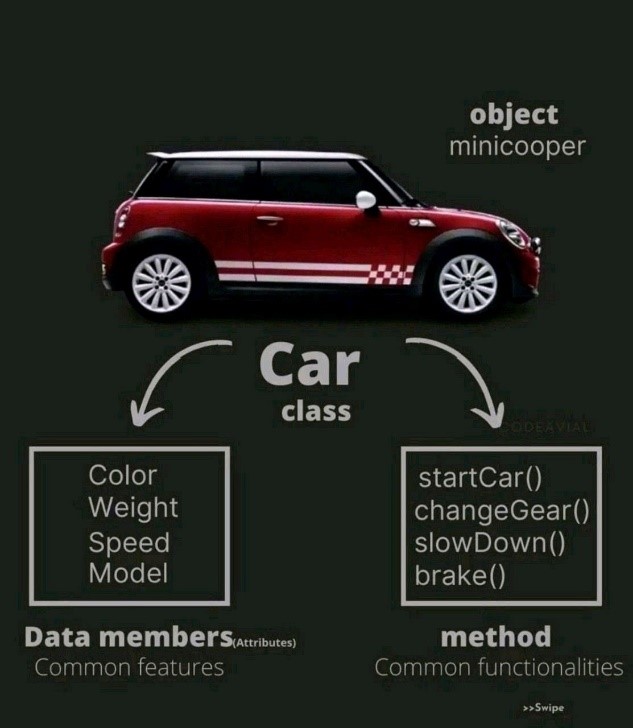 object
minicooper
Car
class
CODEAVIAL
Color
Weight
Speed
Model
startCar()
changeGear()
slowDown()
brake()
Data members(Attributes)
Common features
method
Common functionalities
>>Swipe